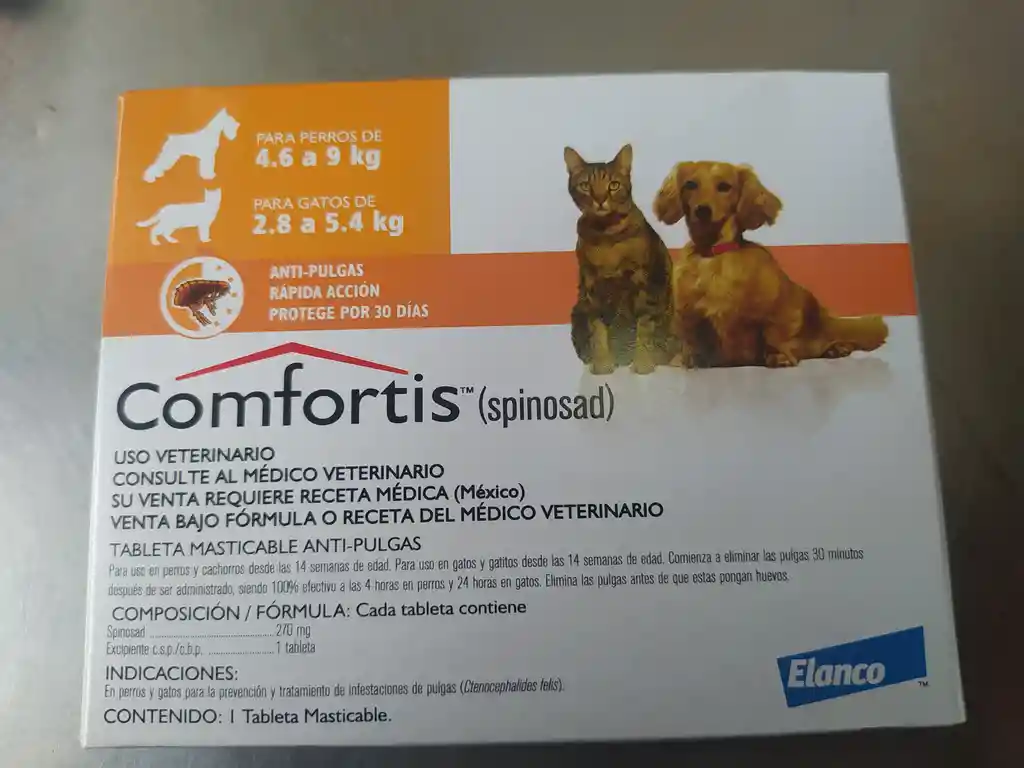 PARA PERROS DE
4.6 a 9 kg
PARA GATOS DE
2.8 a 5.4 kg
ANTI-PULGAS
RÁPIDA ACCIÓN
PROTEGE POR 30 DÍAS
Comfortis™ (spinosad)
USO VETERINARIO
CONSULTE AL MÉDICO VETERINARIO
SU VENTA REQUIERE RECETA MÉDICA (México)
VENTA BAJO FÓRMULA O RECETA DEL MÉDICO VETERINARIO
TABLETA MASTICABLE ANTI-PULGAS
Para uso en perros y cachorros desde las 14 semanas de edad. Para uso en gatos y gatitos desde las 14 semanas de edad. Comienza a eliminar las pulgas 30 minutos
después de ser administrado, siendo 100% efectivo a las 4 horas en perros y 24 horas en gatos. Elimina las pulgas antes de que estas pongan huevos.
COMPOSICIÓN / FÓRMULA: Cada tableta contiene
Spinosad ........................................ 270 mg
Excipiente c.s.p./c.b.p. ..................... 1 tableta
INDICACIONES:
En perros y gatos para la prevención y tratamiento de infestaciones de pulgas (Ctenocephalides felis).
CONTENIDO: 1 Tableta Masticable.
Elanco™